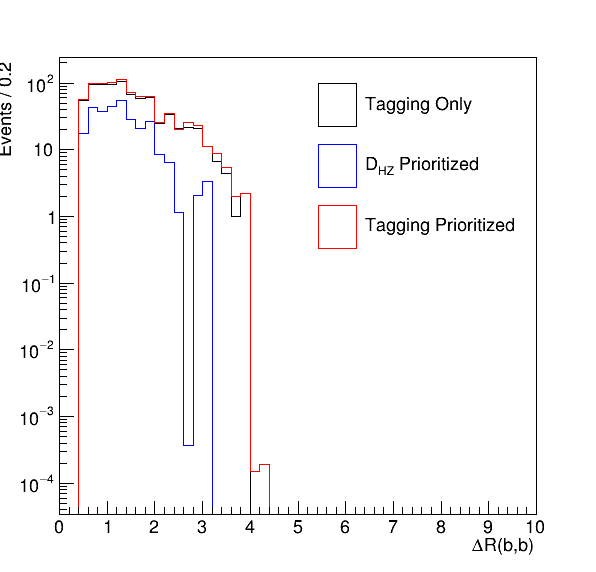 Events / 0.2
10²
10
1
10⁻¹
10⁻²
10⁻³
10⁻⁴
Tagging Only
D_HZ Prioritized
Tagging Prioritized
0 1 2 3 4 5 6 7 8 9 10
ΔR(b,b)